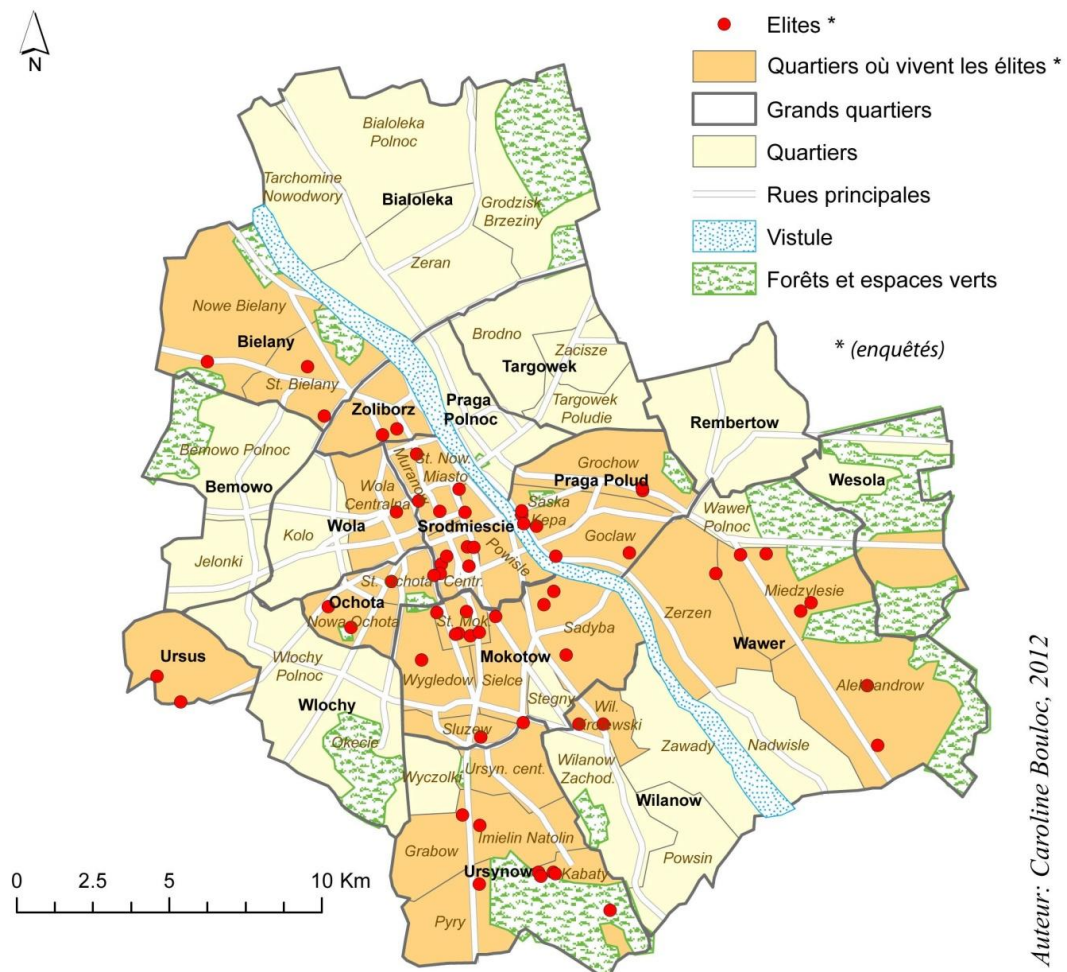 N
Elites *
Quartiers où vivent les élites *
Grands quartiers
Quartiers
Rues principales
Vistule
Forêts et espaces verts
* (enquêtés)
Bialoleka
Polnoc
Tarchomine
Nowodwory
Bialoleka
Grodzisk
Brzeziny
Zeran
Nowe Bielany
Bielany
St. Bielany
Brodno
Zacisze
Targowek
Targowek
Poludie
Zoliborz
Praga
Polnoc
Rembertow
Bemowo Polnoc
Bemowo
Muranow
St. Now.
Miasto
Grochow
Praga Polud
Wesola
Wola
Centralna
Wola
Kolo
Srodmiescie
Saska
Kepa
Wawer
Polnoc
Goclaw
Powisle
Jelonki
St. Ochota
Centr.
Ochota
Nowa Ochota
Miedzylesie
Zerzen
St. Mok.
Sadyba
Wawer
Ursus
Wlochy
Polnoc
Mokotow
Wygledow
Sielce
Aleksandrow
Stegny
Wlochy
Wil.
Krolewski
Okecie
Sluzew
Zawady
Nadwisle
Wyczolki
Ursyn. cent.
Wilanow
Zachod.
Wilanow
Grabow
Imielin Natolin
Powsin
Ursynow
Kabaty
Pyry
0 2.5 5 10 Km
Auteur: Caroline Bouloc, 2012